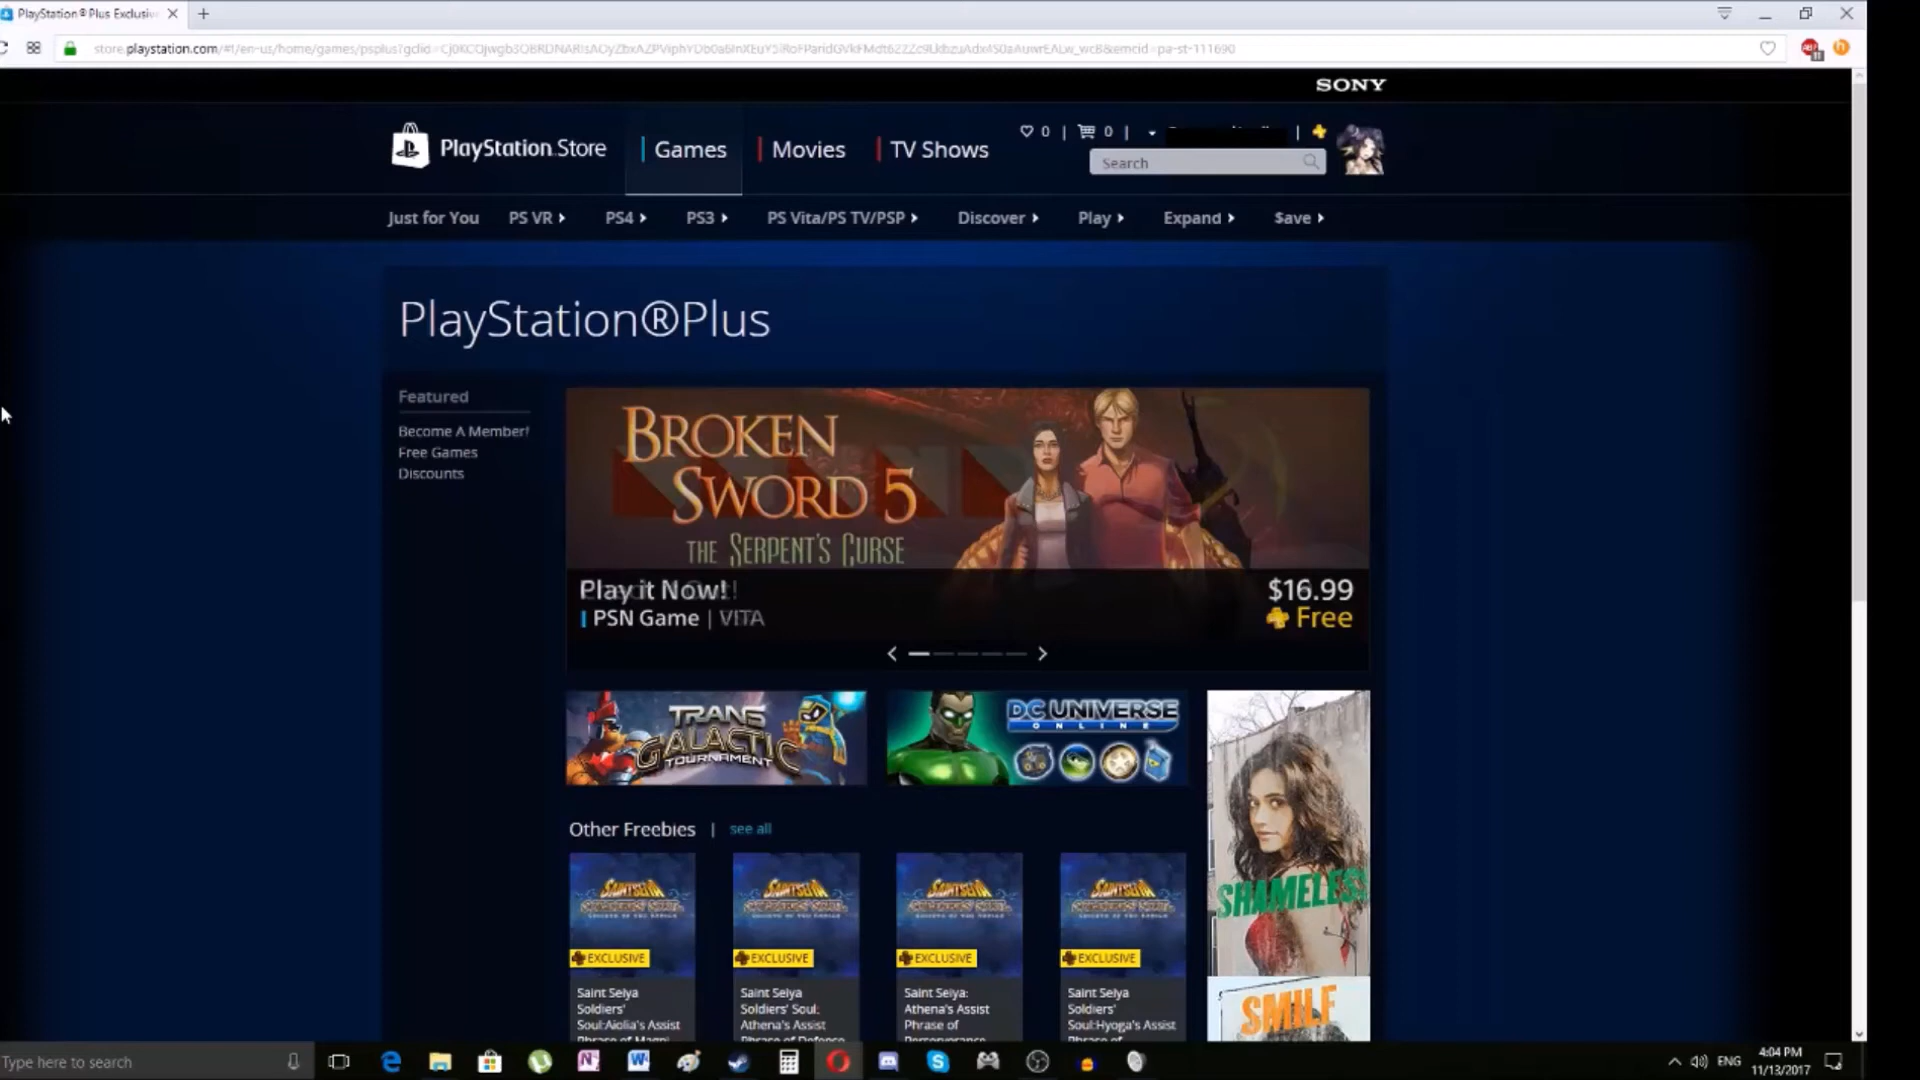 PlayStation®Plus Exclusiv
store.playstation.com
SONY
PlayStation Store
Games
Movies
TV Shows
0 | 0 |
Search
Just for You
PS VR
PS4
PS3
PS Vita/PS TV/PSP
Discover
Play
Expand
Save
PlayStation®Plus
Featured
Become A Member!
Free Games
Discounts
BROKEN
SWORD 5
THE SERPENT'S CURSE
Play it Now!
$16.99
PSN Game | VITA
Free
TRANS
GALACTIC
TOURNAMENT
DC UNIVERSE
ONLINE
Other Freebies | see all
SHAMELESS
SMILF
EXCLUSIVE
Saint Seiya
Soldiers'
Soul:Aiolia's Assist
EXCLUSIVE
Saint Seiya
Soldiers' Soul:
Athena's Assist
Phrase of Defense
EXCLUSIVE
Saint Seiya:
Athena's Assist
Phrase of
Perseverance
EXCLUSIVE
Saint Seiya
Soldiers'
Soul:Hyoga's Assist
Type here to search
ENG
4:04 PM
11/13/2017